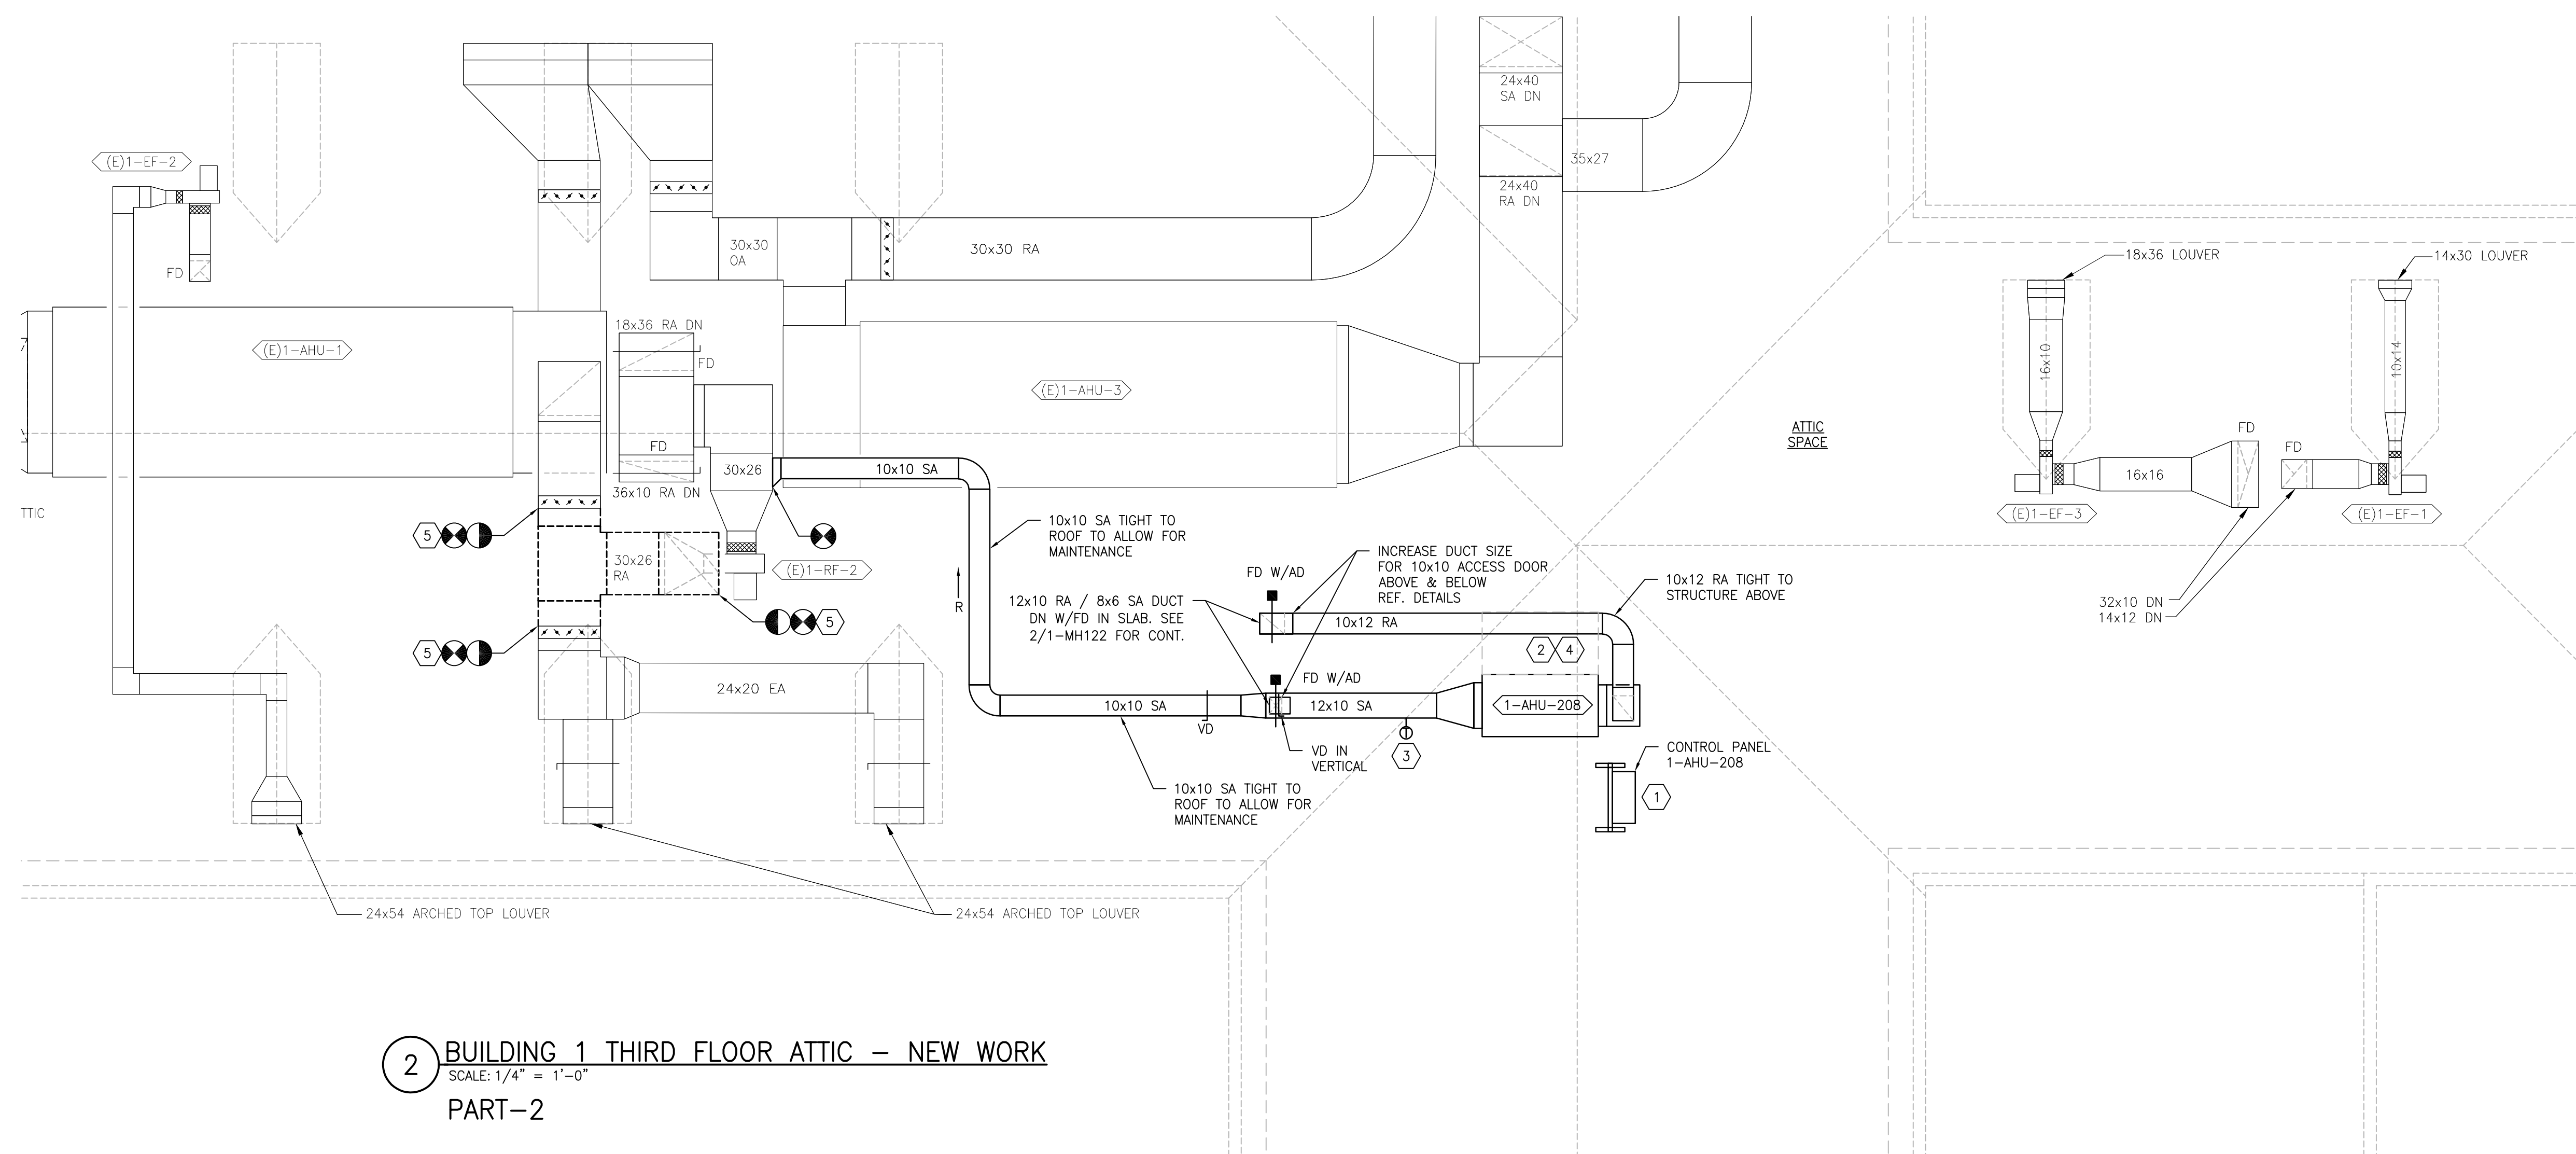 24x40
SA DN
35x27
24x40
RA DN
(E)1-EF-2
FD
30x30
OA
30x30 RA
18x36 LOUVER
14x30 LOUVER
18x36 RA DN
FD
(E)1-AHU-1
(E)1-AHU-3
16x10
10x14
ATTIC
SPACE
FD
FD
FD
30x26
10x10 SA
16x16
36x10 RA DN
TTIC
(E)1-EF-3
(E)1-EF-1
5
10x10 SA TIGHT TO
ROOF TO ALLOW FOR
MAINTENANCE
30x26
RA
(E)1-RF-2
INCREASE DUCT SIZE
FOR 10x10 ACCESS DOOR
ABOVE & BELOW
REF. DETAILS
FD W/AD
10x12 RA TIGHT TO
STRUCTURE ABOVE
R
12x10 RA / 8x6 SA DUCT
DN W/FD IN SLAB. SEE
2/1-MH122 FOR CONT.
32x10 DN
14x12 DN
5
10x12 RA
2
4
5
FD W/AD
24x20 EA
10x10 SA
12x10 SA
1-AHU-208
VD
3
VD IN
VERTICAL
CONTROL PANEL
1-AHU-208
1
10x10 SA TIGHT TO
ROOF TO ALLOW FOR
MAINTENANCE
24x54 ARCHED TOP LOUVER
24x54 ARCHED TOP LOUVER
2
BUILDING 1 THIRD FLOOR ATTIC - NEW WORK
SCALE: 1/4" = 1'-0"
PART-2